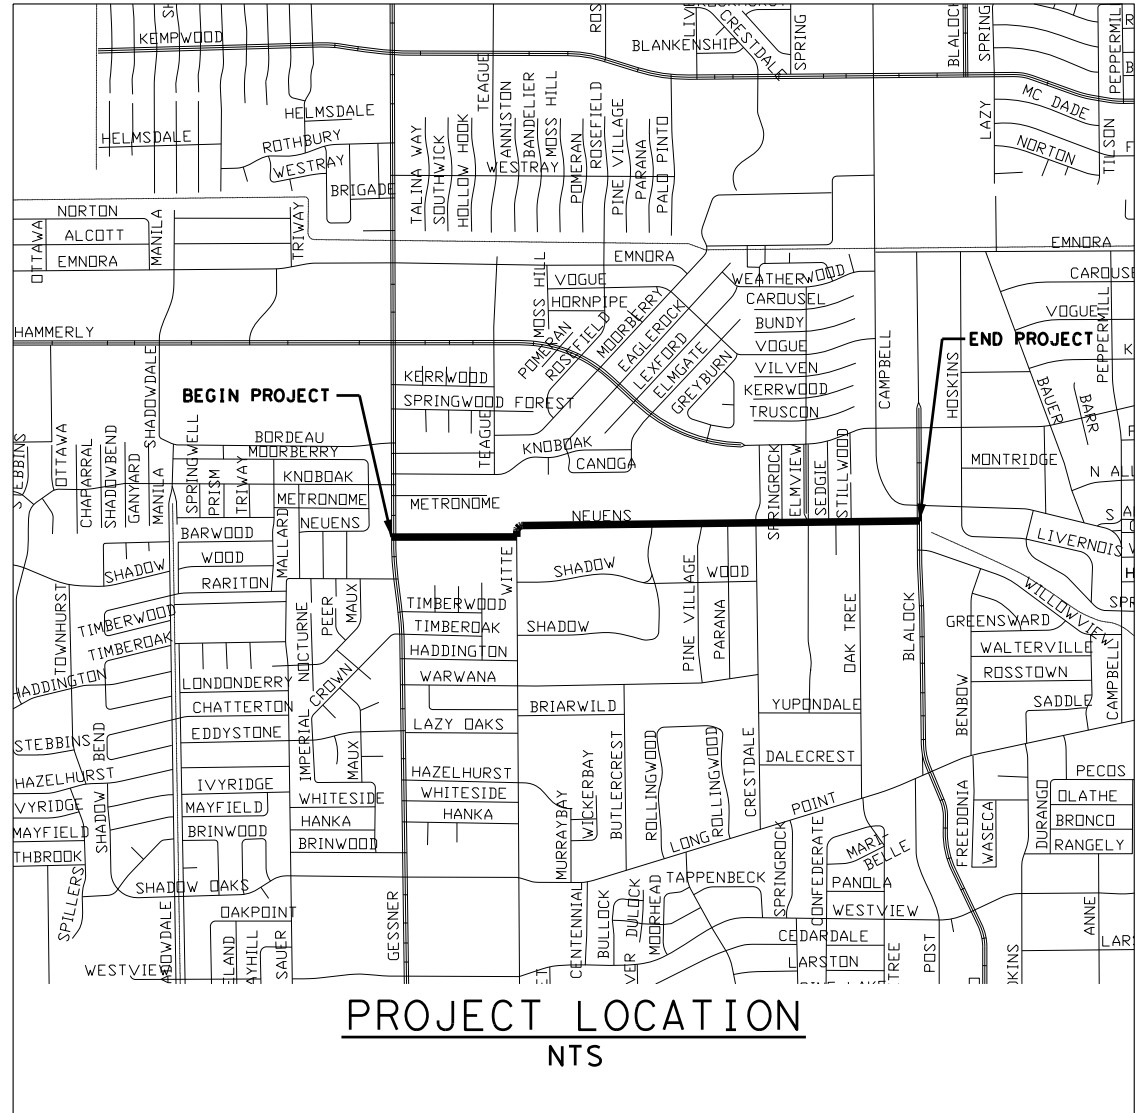 KEMPWOOD
BLANKENSHIP
CRESTDALE
SPRING
BLALOCK
SPRING
PEPPERMILL
HELMSDALE
HELMSDALE
ROTHBURY
WESTRAY
BRIGADE
TEAGUE
ANNISTON
BANDELIER
MOSS HILL
ROSEFIELD
PINE VILLAGE
PARANA
PALO PINTO
POMERAN
WESTRAY
TALINA WAY
SOUTHWICK
HOLLOW HOOK
MC DADE
LAZY
NORTON
TILSON
NORTON
ALCOTT
EMNORA
OTTAWA
MANILA
TRIWAY
EMNORA
EMNORA
MOSS HILL
VOGUE
HORNPIPE
POMERAN
ROSEFIELD
MOORBERRY
EAGLEROCK
LEXFORD
ELMGATE
GREYBURN
WEATHERWOOD
CAROUSEL
BUNDY
VOGUE
VILVEN
KERRWOOD
TRUSCON
CAMPBELL
HOSKINS
CAROUSE
VOGUE
PEPPERMILL
BAUER
BARR
HAMMERLY
END PROJECT
BEGIN PROJECT
SHADOWDALE
KERRWOOD
SPRINGWOOD FOREST
TEAGUE
KNOBOAK
CANOGA
BORDEAU
MOORBERRY
KNOBOAK
METRONOME
NEUENS
METRONOME
NEUENS
OTTAWA
CHAPARRAL
SHADOWBEND
GANYARD
MANILA
SPRINGWELL
PRISM
TRIWAY
MALLARD
SPRINGROCK
ELMVIEW
SEDGIE
STILLWOOD
MONTRIDGE
N ALL
LIVERNOIS
WILLOWVIEW
BARWOOD
WOOD
RARITON
SHADOW
TIMBERWOOD
TIMBEROAK
TOWNHURST
HADDINGTON
LONDONDERRY
CHATTERTON
EDDYSTONE
IVYRIDGE
MAYFIELD
BRINWOOD
STEBBINS
BEND
HAZELHURST
VYRIDGE
MAYFIELD
THBROOK
SHADOW
SPILLERS
SHADOW OAKS
OAKPOINT
WESTVIEW
SAUER
IMPERIAL CROWN
NOCTURNE
PEER
MAUX
MAUX
WHITESIDE
HANKA
BRINWOOD
GESSNER
WITTE
TIMBERWOOD
TIMBEROAK
HADDINGTON
WARWANA
LAZY OAKS
HAZELHURST
WHITESIDE
HANKA
SHADOW
WOOD
SHADOW
PINE VILLAGE
PARANA
BRIARWILD
MURRAYBAY
WICKERBAY
BUTLERCREST
ROLLINGWOOD
ROLLINGWOOD
CRESTDALE
OAK TREE
BLALOCK
YUPONDALE
DALECREST
LONG POINT
TAPPENBECK
CENTENNIAL
BULLOCK
DULOCK
MOORHEAD
SPRINGROCK
CONFEDERATE
MARI-
BELLE
PANOLA
WESTVIEW
CEDARDALE
LARSTON
TREE
POST
GREENSWARD
WALTERVILLE
ROSSTOWN
SADDLE
BENBOW
CAMPBELL
FREEDONIA
WASECA
DURANGO
PECOS
OLATHE
BRONCO
RANGELY
ANNE
PROJECT LOCATION
NTS